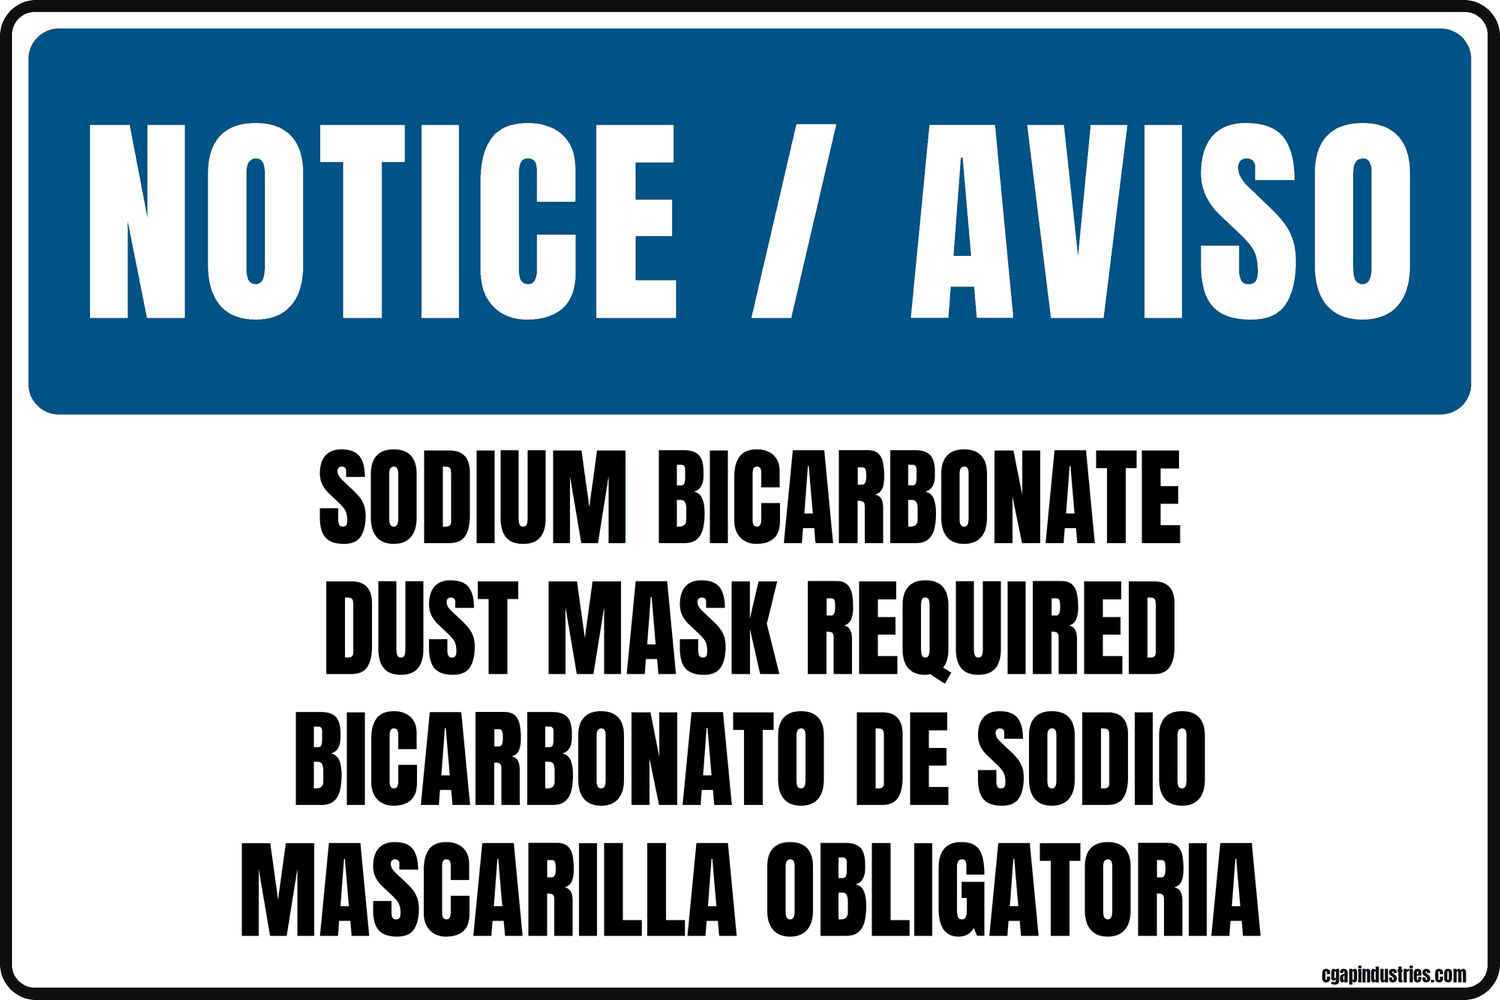 NOTICE / AVISO
SODIUM BICARBONATE
DUST MASK REQUIRED
BICARBONATO DE SODIO
MASCARILLA OBLIGATORIA
cgapindustries.com